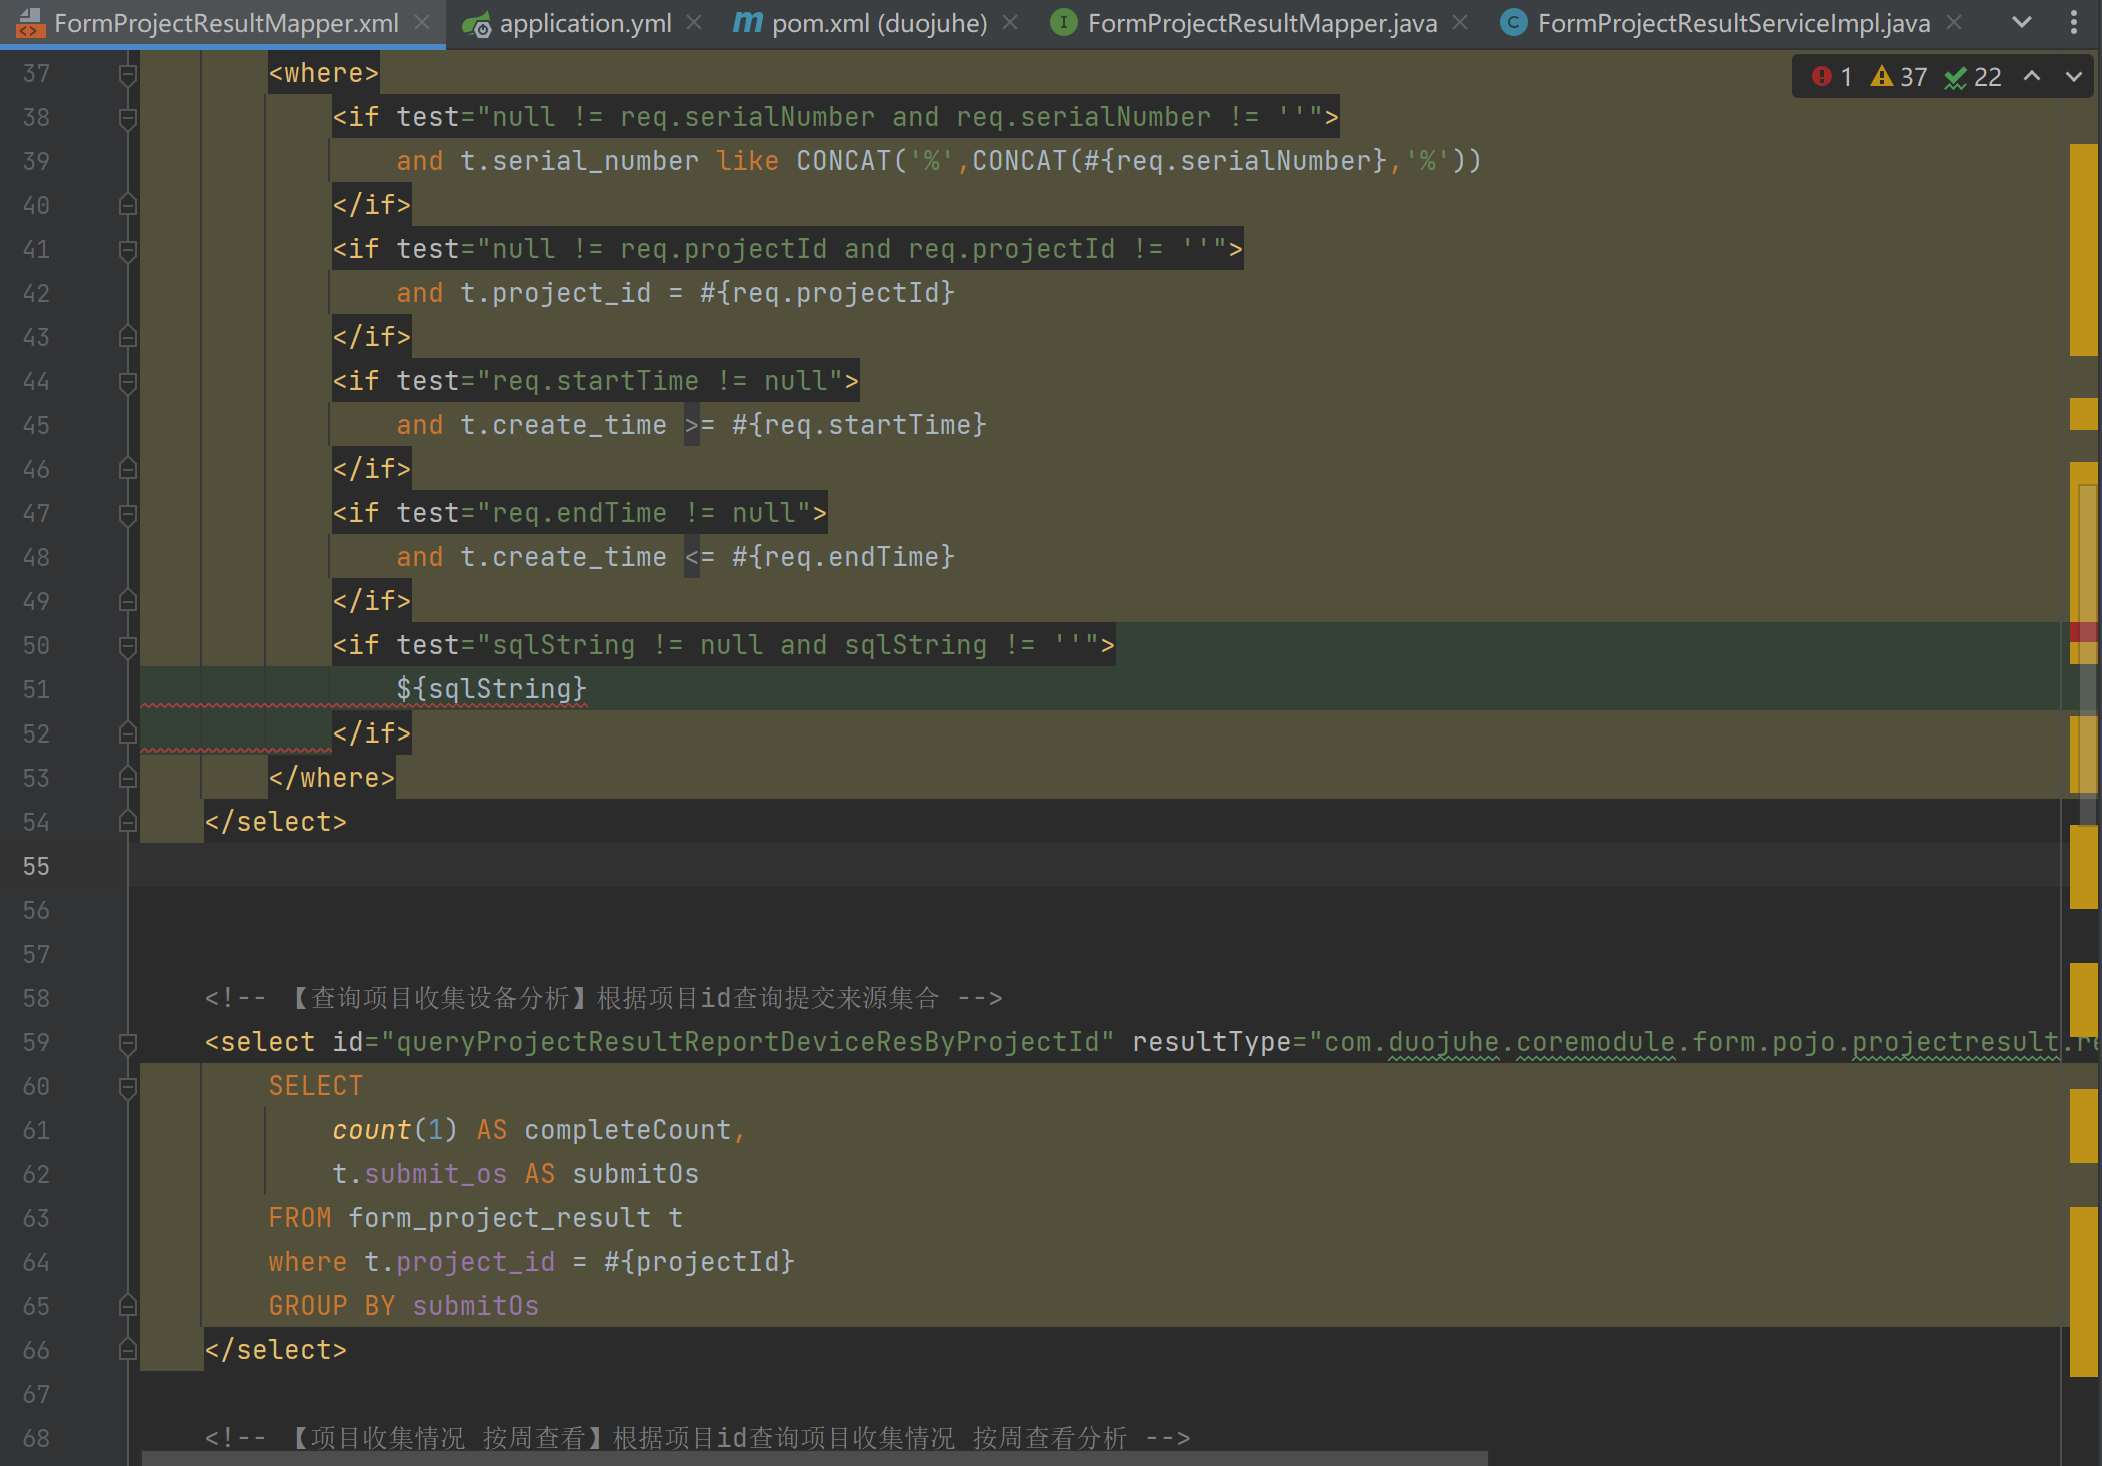 FormProjectResultMapper.xml application.yml pom.xml (duojuhe) FormProjectResultMapper.java FormProjectResultServiceImpl.java
1 37 22
37 <where>
38 <if test="null != req.serialNumber and req.serialNumber != ''">
39 and t.serial_number like CONCAT('%',CONCAT(#{req.serialNumber},'%'))
40 </if>
41 <if test="null != req.projectId and req.projectId != ''">
42 and t.project_id = #{req.projectId}
43 </if>
44 <if test="req.startTime != null">
45 and t.create_time >= #{req.startTime}
46 </if>
47 <if test="req.endTime != null">
48 and t.create_time <= #{req.endTime}
49 </if>
50 <if test="sqlString != null and sqlString != ''">
51 ${sqlString}
52 </if>
53 </where>
54 </select>
55
56
57
58 <!-- 【查询项目收集设备分析】根据项目id查询提交来源集合 -->
59 <select id="queryProjectResultReportDeviceResByProjectId" resultType="com.duojuhe.coremodule.form.pojo.projectresult.re
60 SELECT
61 count(1) AS completeCount,
62 t.submit_os AS submitOs
63 FROM form_project_result t
64 where t.project_id = #{projectId}
65 GROUP BY submitOs
66 </select>
67
68 <!-- 【项目收集情况 按周查看】根据项目id查询项目收集情况 按周查看分析 -->